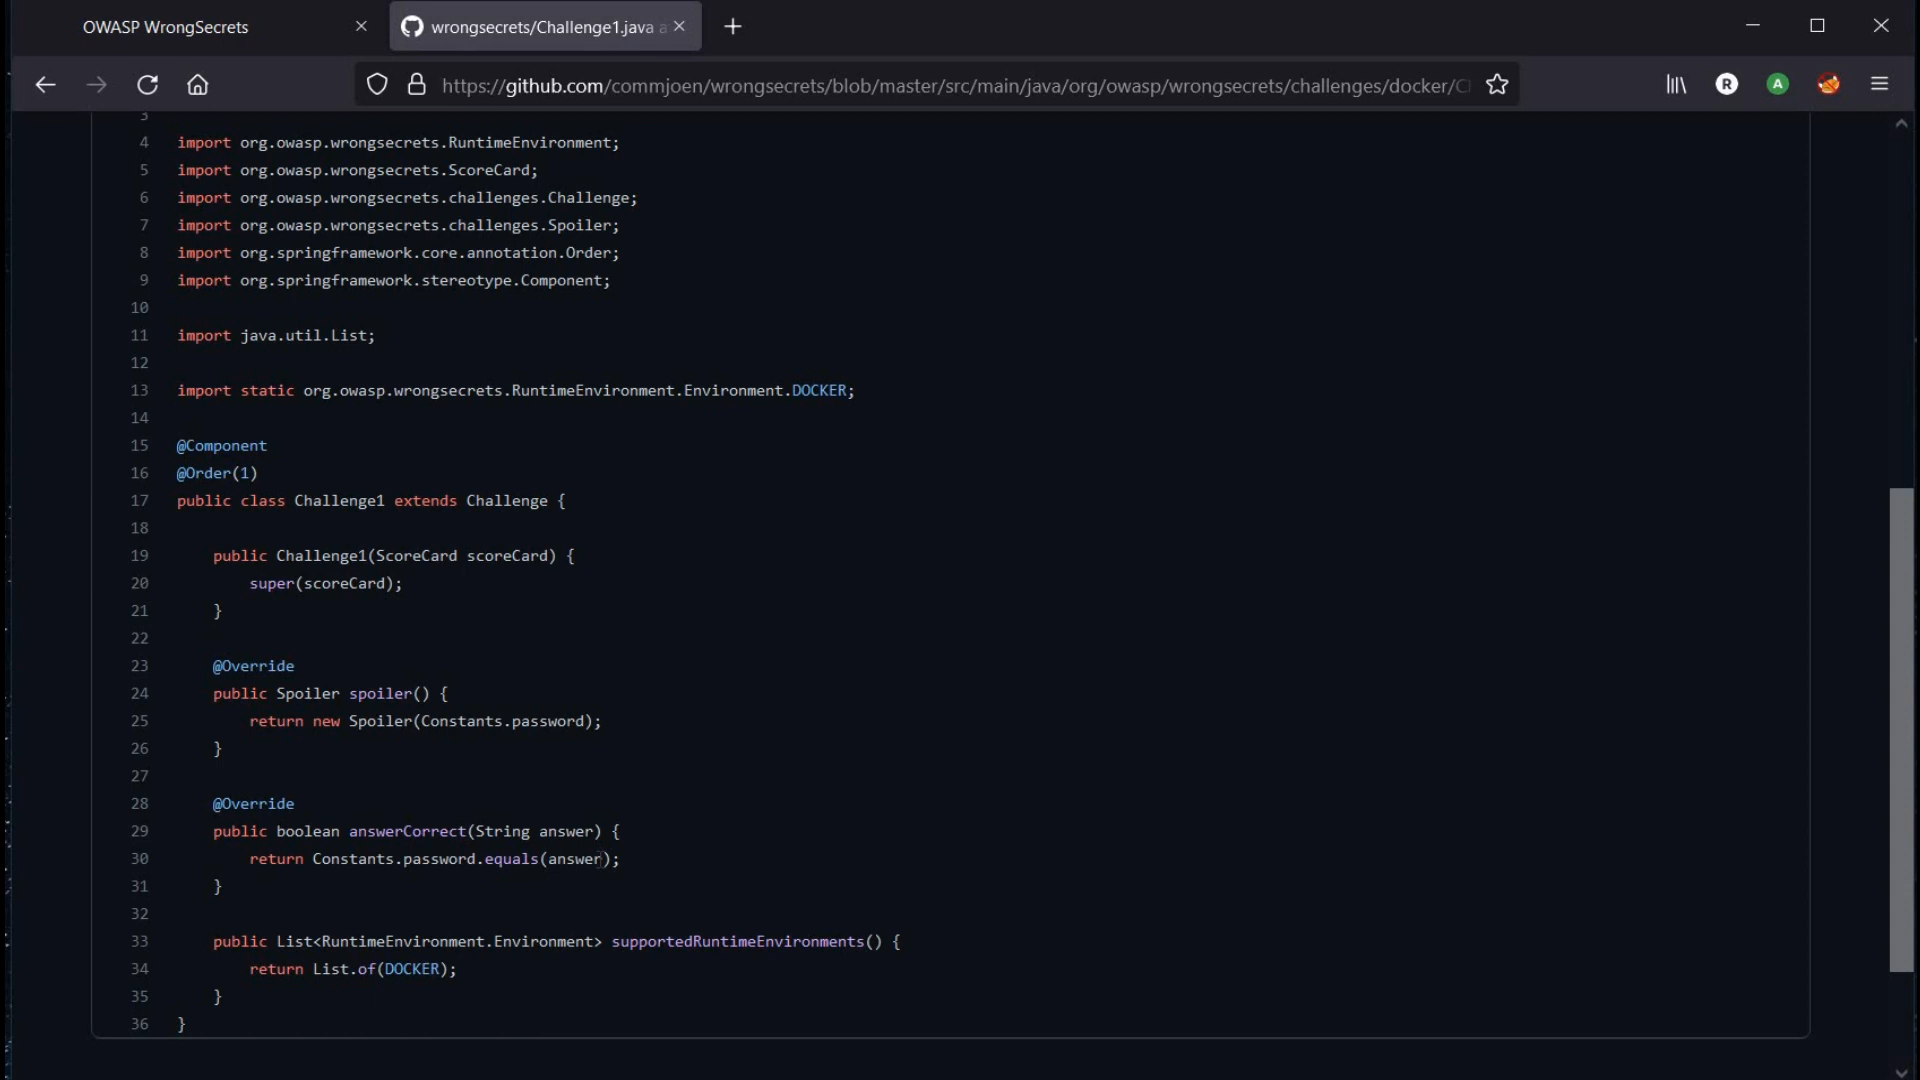 OWASP WrongSecrets
wrongsecrets/Challenge1.java a
https://github.com/commjoen/wrongsecrets/blob/master/src/main/java/org/owasp/wrongsecrets/challenges/docker/C
R
A
3
4 import org.owasp.wrongsecrets.RuntimeEnvironment;
5 import org.owasp.wrongsecrets.ScoreCard;
6 import org.owasp.wrongsecrets.challenges.Challenge;
7 import org.owasp.wrongsecrets.challenges.Spoiler;
8 import org.springframework.core.annotation.Order;
9 import org.springframework.stereotype.Component;
10
11 import java.util.List;
12
13 import static org.owasp.wrongsecrets.RuntimeEnvironment.Environment.DOCKER;
14
15 @Component
16 @Order(1)
17 public class Challenge1 extends Challenge {
18
19 public Challenge1(ScoreCard scoreCard) {
20 super(scoreCard);
21 }
22
23 @Override
24 public Spoiler spoiler() {
25 return new Spoiler(Constants.password);
26 }
27
28 @Override
29 public boolean answerCorrect(String answer) {
30 return Constants.password.equals(answer);
31 }
32
33 public List<RuntimeEnvironment.Environment> supportedRuntimeEnvironments() {
34 return List.of(DOCKER);
35 }
36 }